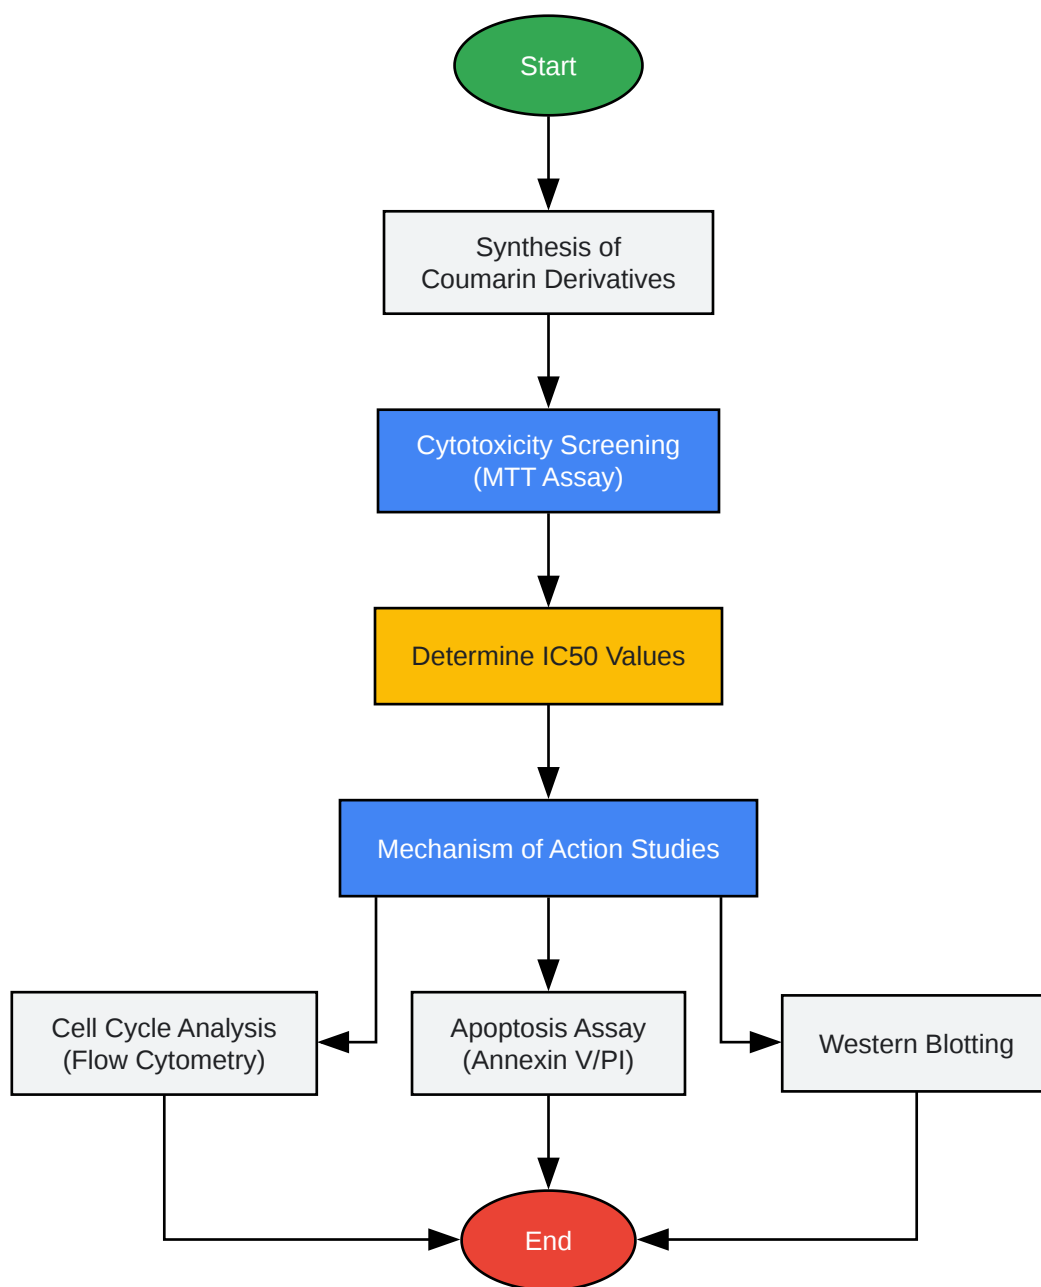 Start
Synthesis of
Coumarin Derivatives
Cytotoxicity Screening
(MTT Assay)
Determine IC50 Values
Mechanism of Action Studies
Cell Cycle Analysis
(Flow Cytometry)
Apoptosis Assay
(Annexin V/PI)
Western Blotting
End